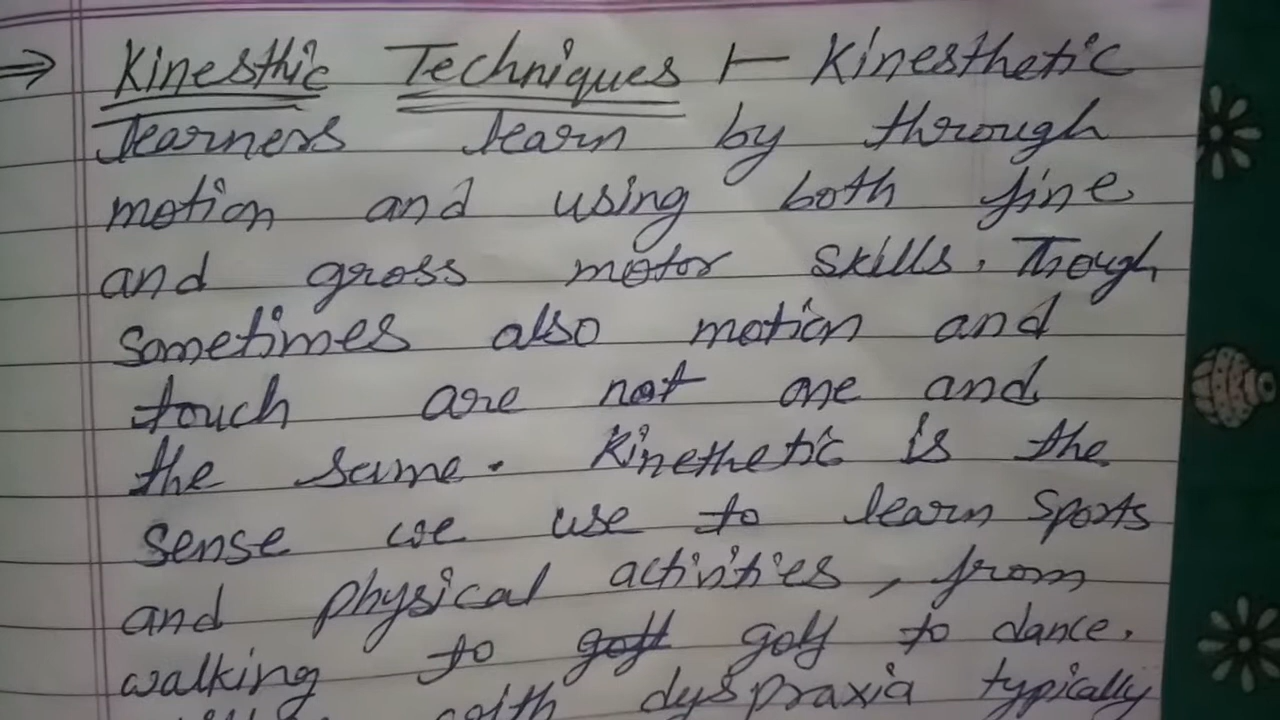 ⇒ Kinesthic Techniques :- Kinesthetic
learners learn by through
motion and using both fine
and gross motor skills. Though
Sometimes also motion and
touch are not one and
the same. Kinethetic is the
sense we use to learn Sports
and physical activities, from
walking to golf to dance.
with dyspraxia typically